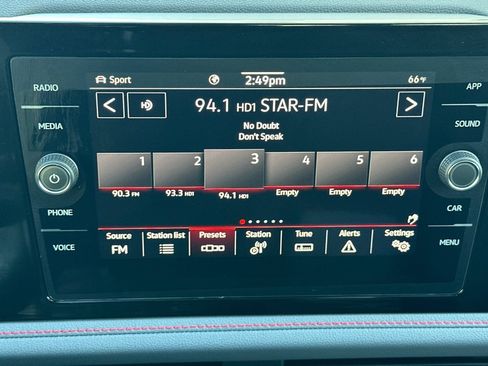 RADIO
MEDIA
PHONE
VOICE
Sport
2:49pm
66°F
94.1 HD1 STAR-FM
No Doubt
Don't Speak
1 2 3 4 5 6
90.3 FM 93.3 HD1 94.1 HD1 Empty Empty Empty
Source Station list Presets Station Tune Alerts Settings
FM
APP
SOUND
CAR
MENU